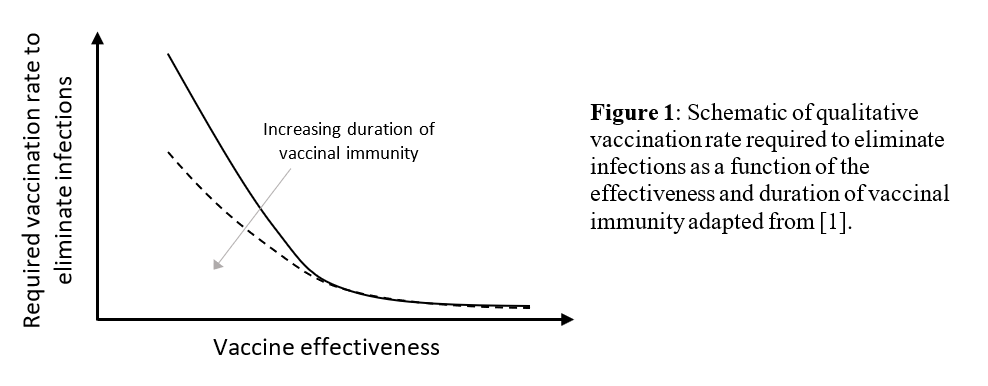 Required vaccination rate to
eliminate infections
Increasing duration of
vaccinal immunity
Vaccine effectiveness
Figure 1: Schematic of qualitative
vaccination rate required to eliminate
infections as a function of the
effectiveness and duration of vaccinal
immunity adapted from [1].